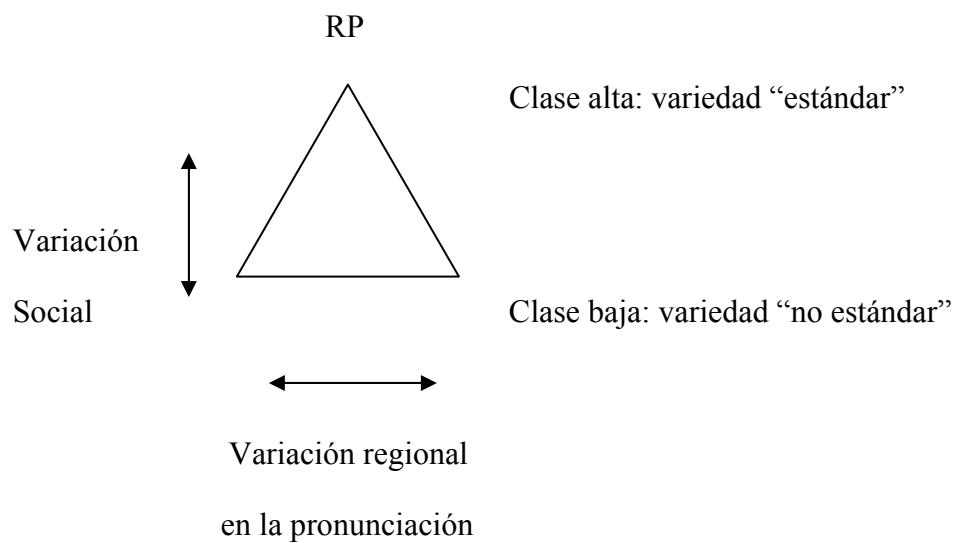 RP
Clase alta: variedad “estándar”
Variación
Social
Clase baja: variedad “no estándar”
Variación regional
en la pronunciación